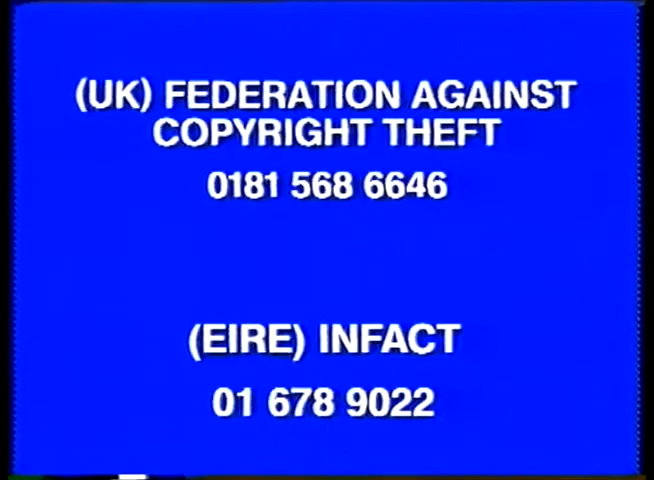 (UK) FEDERATION AGAINST
COPYRIGHT THEFT
0181 568 6646
(EIRE) INFACT
01 678 9022